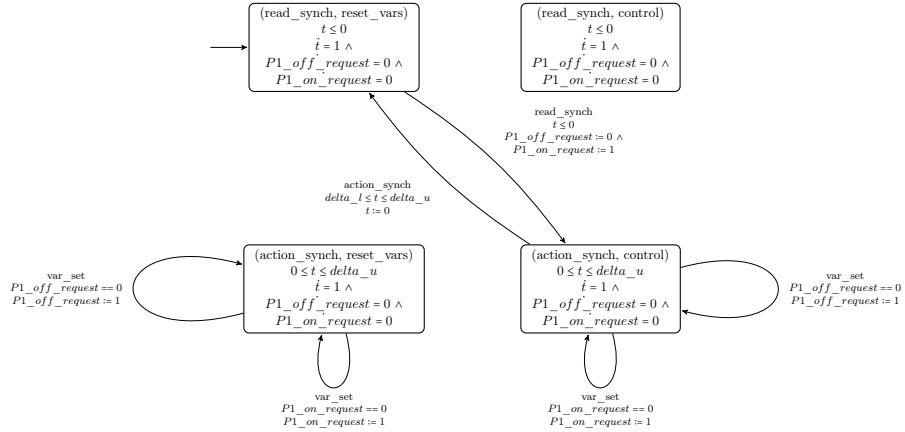 (read_synch, reset_vars)
t ≤ 0
ṫ = 1 ∧
P1_off_request = 0 ∧
P1_on_request = 0
(read_synch, control)
t ≤ 0
ṫ = 1 ∧
P1_off_request = 0 ∧
P1_on_request = 0
read_synch
t ≤ 0
P1_off_request := 0 ∧
P1_on_request := 1
action_synch
delta_l ≤ t ≤ delta_u
t := 0
(action_synch, reset_vars)
0 ≤ t ≤ delta_u
ṫ = 1 ∧
P1_off_request = 0 ∧
P1_on_request = 0
(action_synch, control)
0 ≤ t ≤ delta_u
ṫ = 1 ∧
P1_off_request = 0 ∧
P1_on_request = 0
var_set
P1_off_request == 0
P1_off_request := 1
var_set
P1_off_request == 0
P1_off_request := 1
var_set
P1_on_request == 0
P1_on_request := 1
var_set
P1_on_request == 0
P1_on_request := 1